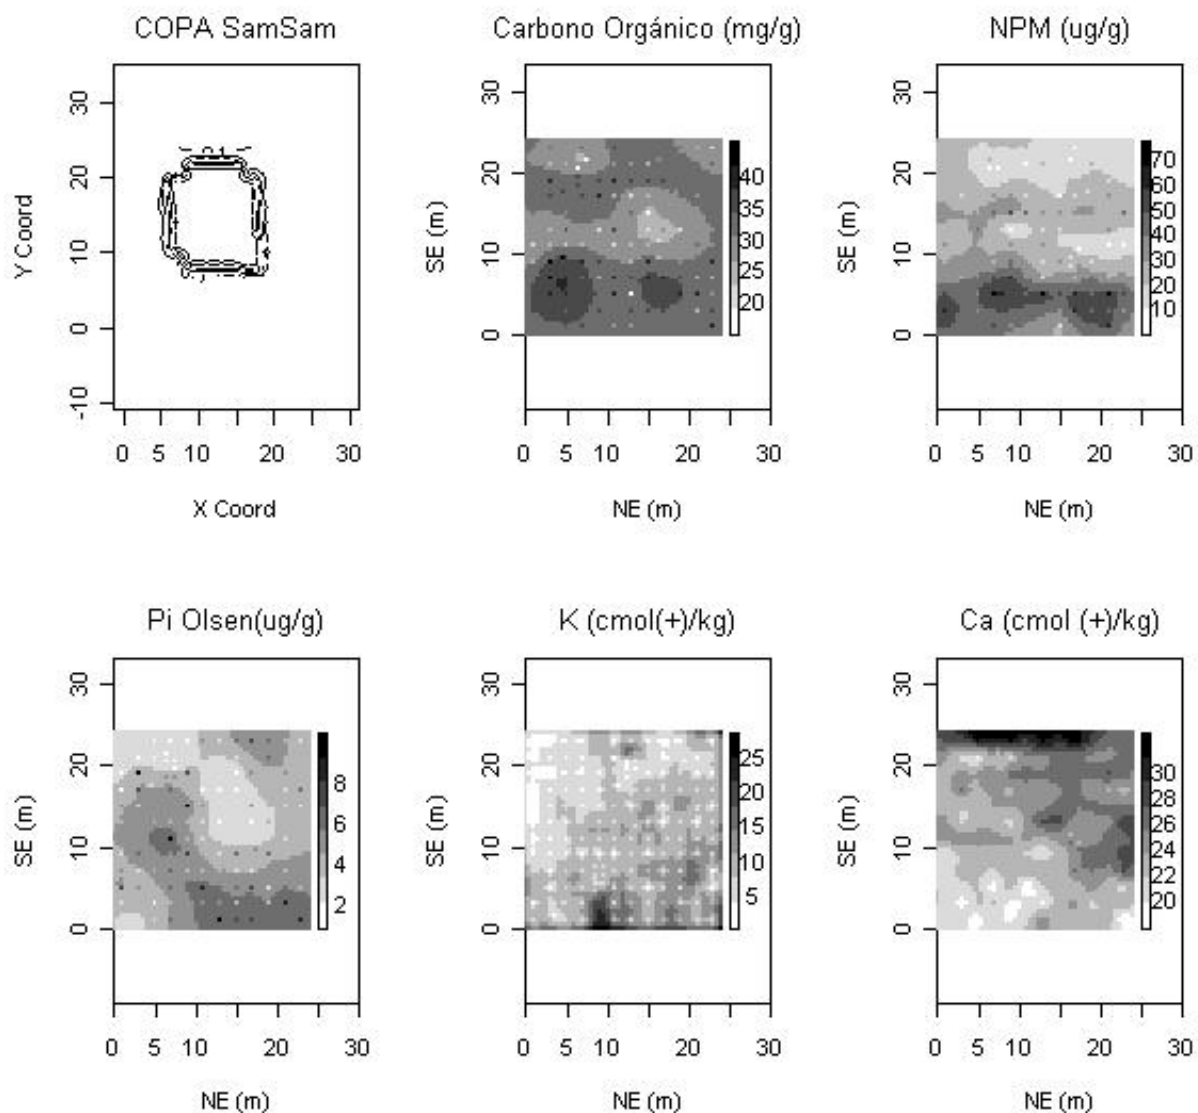 COPA SamSam
Carbono Orgánico (mg/g)
NPM (ug/g)
Y Coord
-10 0 10 20 30
0 5 10 20 30
X Coord
SE (m)
0 10 20 30
20 25 30 35 40
0 5 10 20 30
NE (m)
SE (m)
0 10 20 30
10 20 30 40 50 60 70
0 5 10 20 30
NE (m)
Pi Olsen(ug/g)
K (cmol(+)/kg)
Ca (cmol (+)/kg)
SE (m)
0 10 20 30
2 4 6 8
0 5 10 20 30
NE (m)
SE (m)
0 10 20 30
5 10 15 20 25
0 5 10 20 30
NE (m)
SE (m)
0 10 20 30
20 22 24 26 28 30
0 5 10 20 30
NE (m)